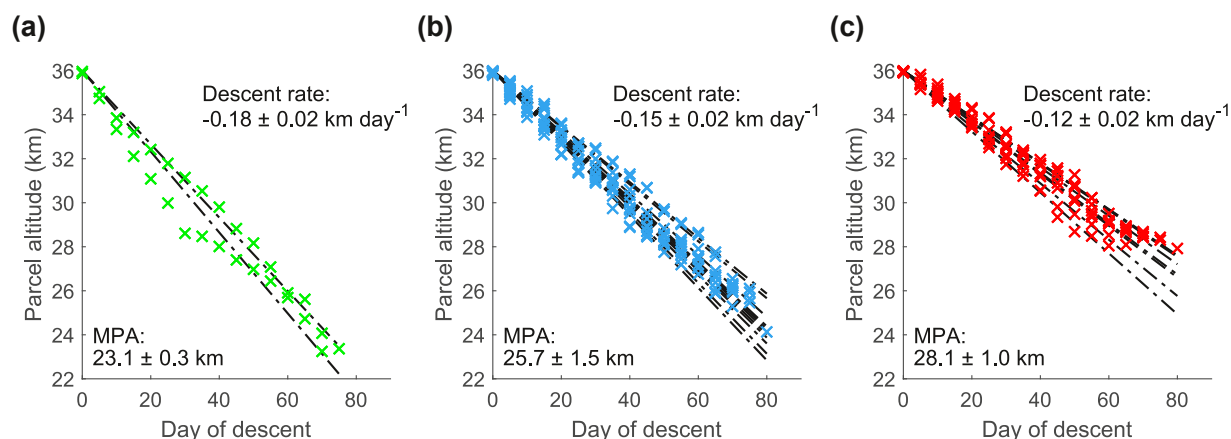 (a)
Parcel altitude (km)
36
34
32
30
28
26
24
22
Descent rate:
-0.18 ± 0.02 km day⁻¹
MPA:
23.1 ± 0.3 km
0 20 40 60 80
Day of descent
(b)
Parcel altitude (km)
36
34
32
30
28
26
24
22
Descent rate:
-0.15 ± 0.02 km day⁻¹
MPA:
25.7 ± 1.5 km
0 20 40 60 80
Day of descent
(c)
Parcel altitude (km)
36
34
32
30
28
26
24
22
Descent rate:
-0.12 ± 0.02 km day⁻¹
MPA:
28.1 ± 1.0 km
0 20 40 60 80
Day of descent